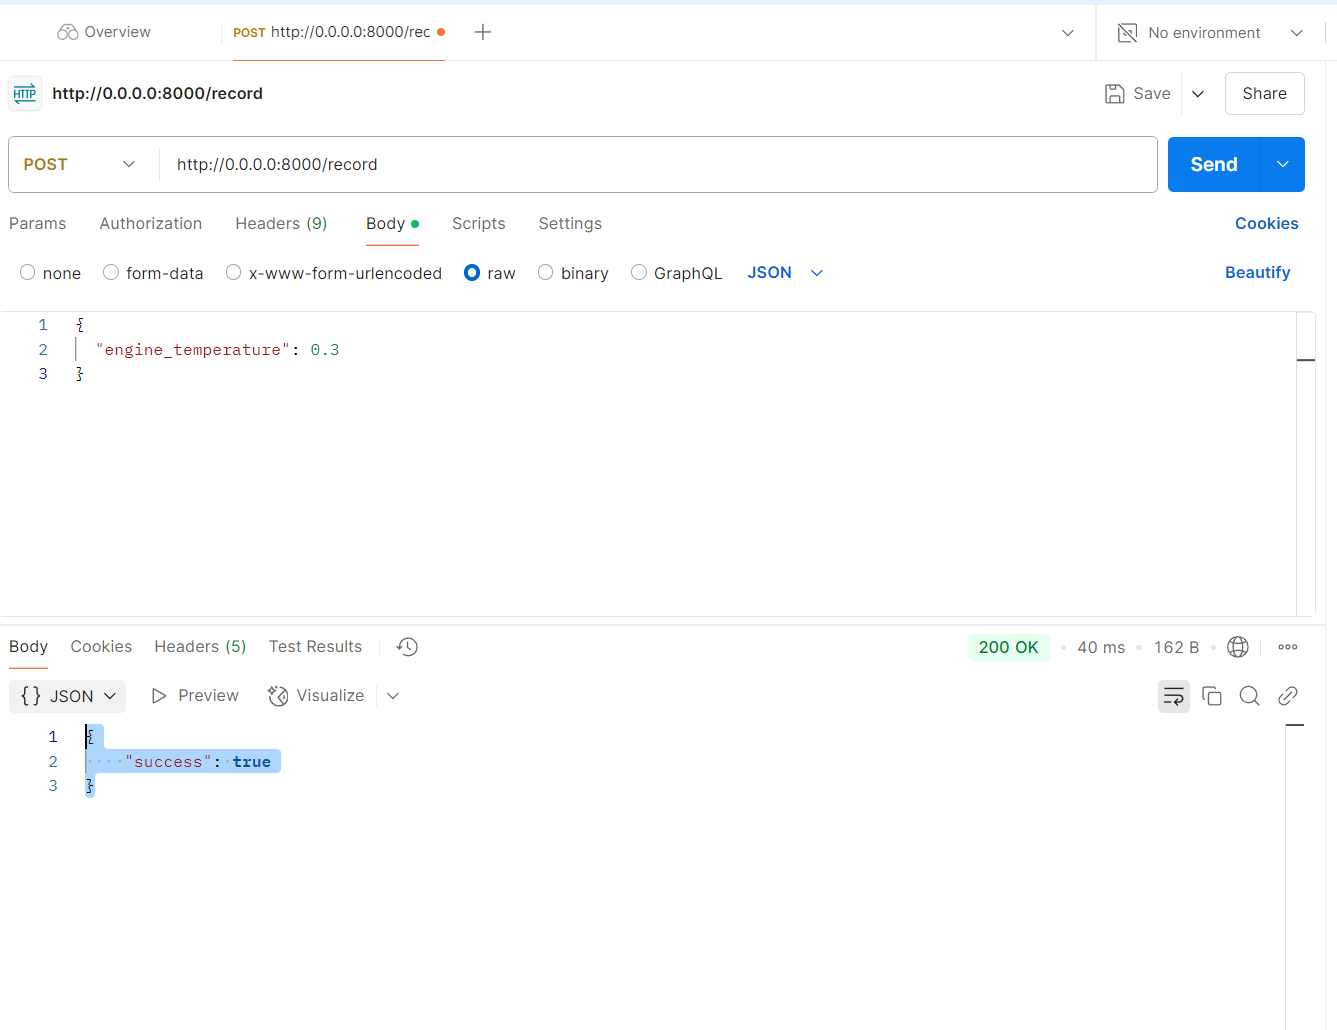 Overview POST http://0.0.0.0:8000/rec No environment
HTTP http://0.0.0.0:8000/record Save Share
POST http://0.0.0.0:8000/record Send
Params Authorization Headers (9) Body Scripts Settings Cookies
none form-data x-www-form-urlencoded raw binary GraphQL JSON Beautify
1 {
2 "engine_temperature": 0.3
3 }
Body Cookies Headers (5) Test Results 200 OK 40 ms 162 B
{} JSON Preview Visualize
1 {
2 "success": true
3 }